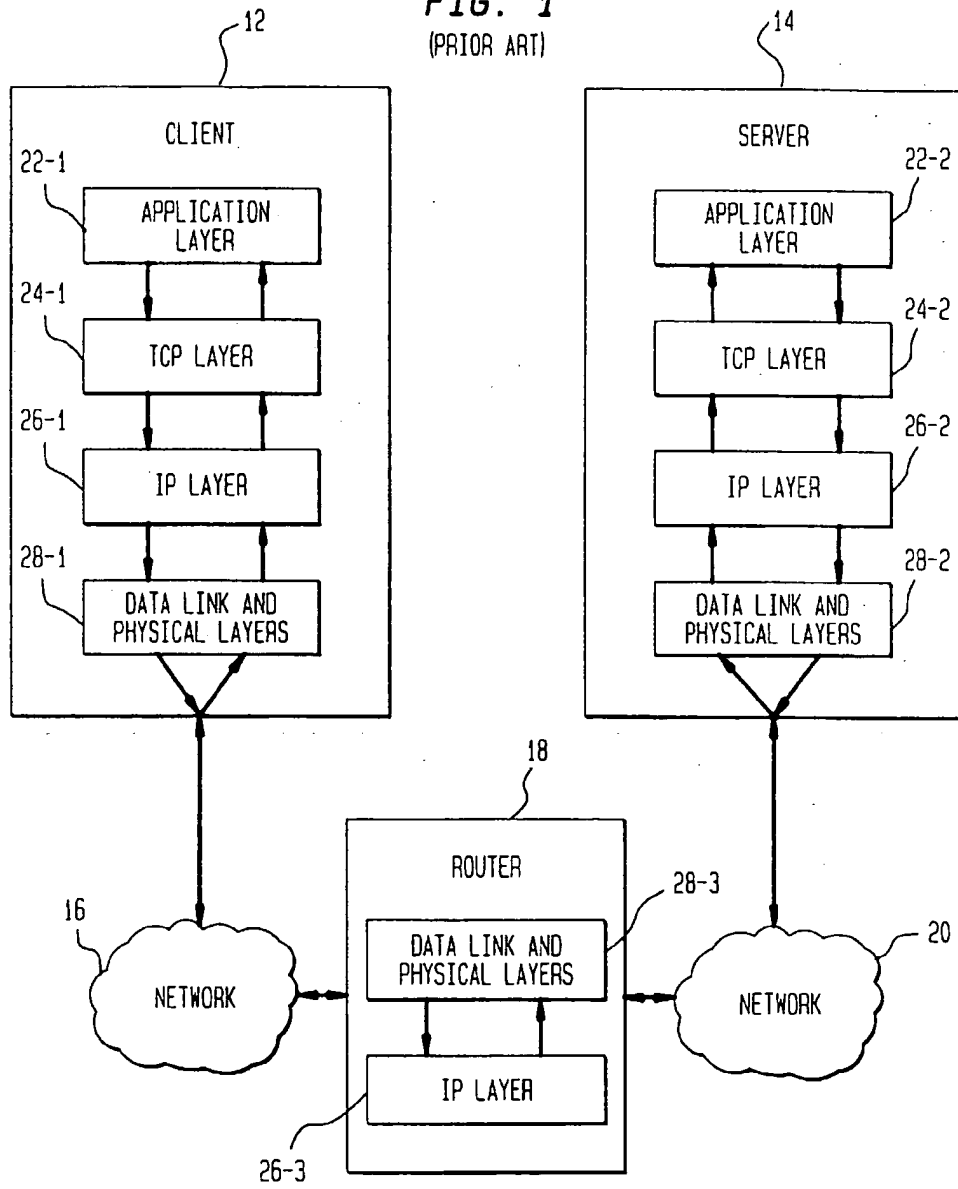 FIG. 1
(PRIOR ART)
12
14
CLIENT
SERVER
22-1
22-2
APPLICATION
LAYER
APPLICATION
LAYER
24-1
24-2
TCP LAYER
TCP LAYER
26-1
26-2
IP LAYER
IP LAYER
28-1
28-2
DATA LINK AND
PHYSICAL LAYERS
DATA LINK AND
PHYSICAL LAYERS
18
ROUTER
28-3
16
20
DATA LINK AND
PHYSICAL LAYERS
NETWORK
NETWORK
IP LAYER
26-3